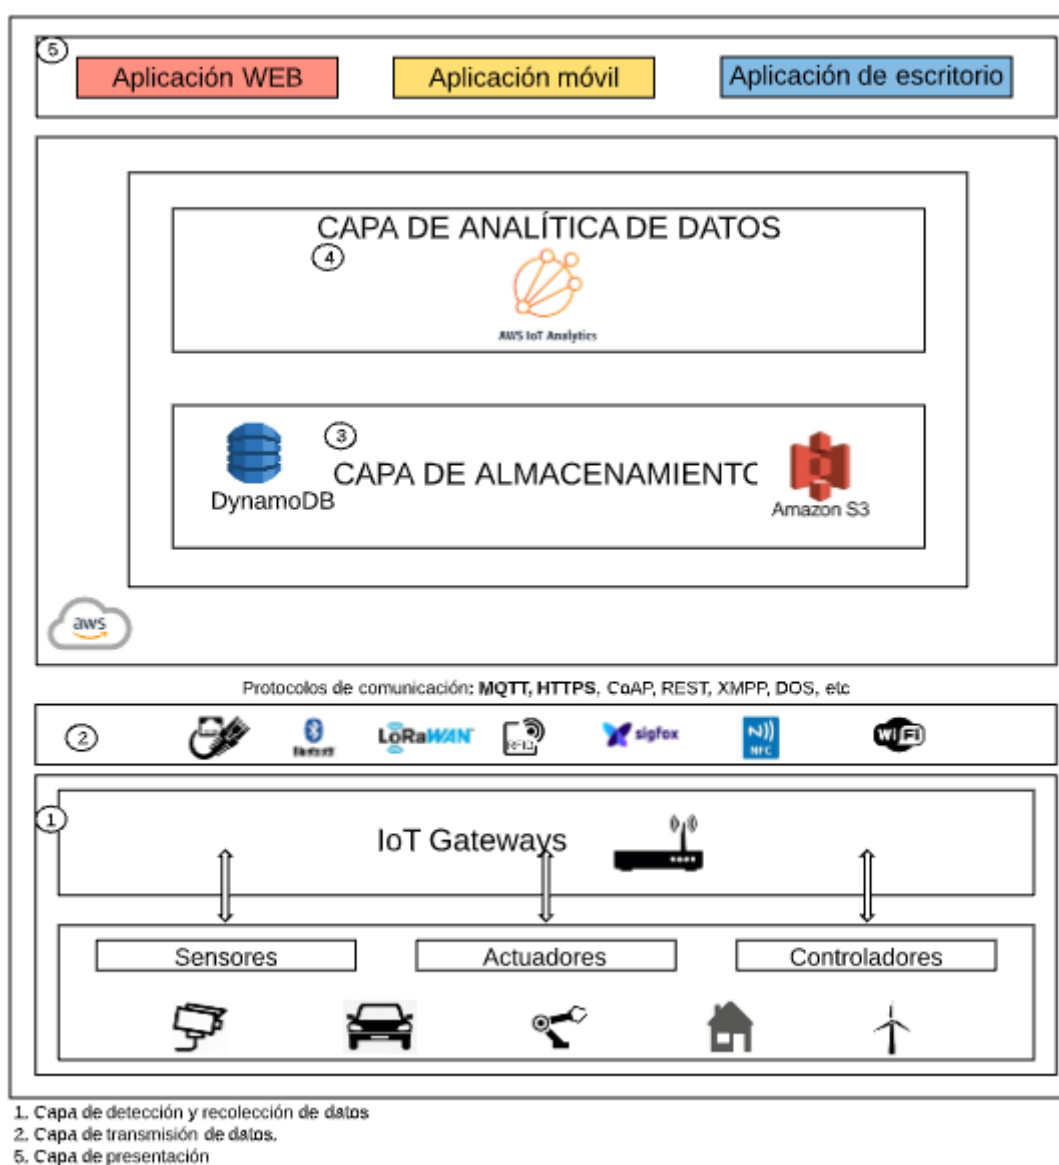 5
Aplicación WEB
Aplicación móvil
Aplicación de escritorio
CAPA DE ANALÍTICA DE DATOS
4
AWS IoT Analytics
3
CAPA DE ALMACENAMIENTO
DynamoDB
Amazon S3
aws
Protocolos de comunicación: MQTT, HTTPS, CoAP, REST, XMPP, DOS, etc
2
Bluetooth
LoRaWAN
RFID
sigfox
N
NFC
WiFi
1
IoT Gateways
Sensores
Actuadores
Controladores
1. Capa de detección y recolección de datos
2. Capa de transmisión de datos.
5. Capa de presentación